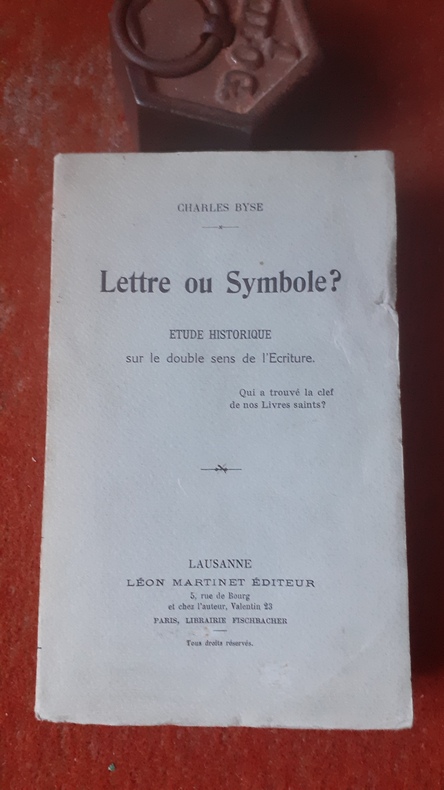 CHARLES BYSE
Lettre ou Symbole?
ETUDE HISTORIQUE
sur le double sens de l'Ecriture.
Qui a trouvé la clef
de nos Livres saints?
LAUSANNE
LÉON MARTINET ÉDITEUR
5, rue de Bourg
et chez l'auteur, Valentin 23
PARIS, LIBRAIRIE FISCHBACHER
Tous droits réservés.